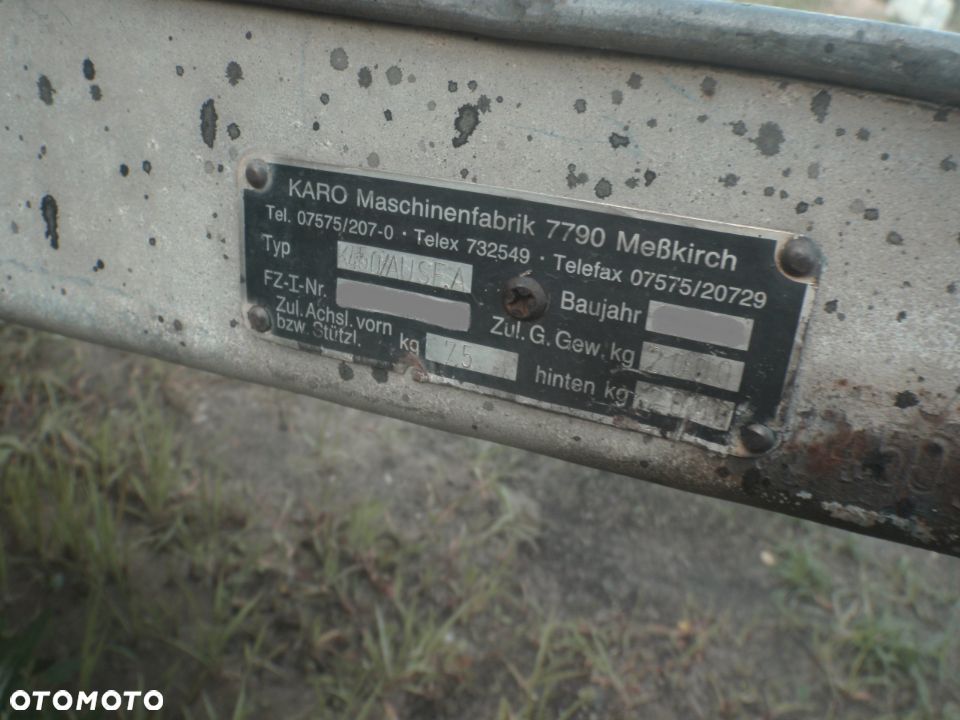 KARO Maschinenfabrik 7790 Meßkirch
Tel. 07575/207-0 · Telex 732549 · Telefax 07575/20729
Typ
FZ-I-Nr. Baujahr
Zul. Achsl. vorn Zul. G. Gew. kg
bzw. Stützl. kg 75 hinten kg
OTOMOTO